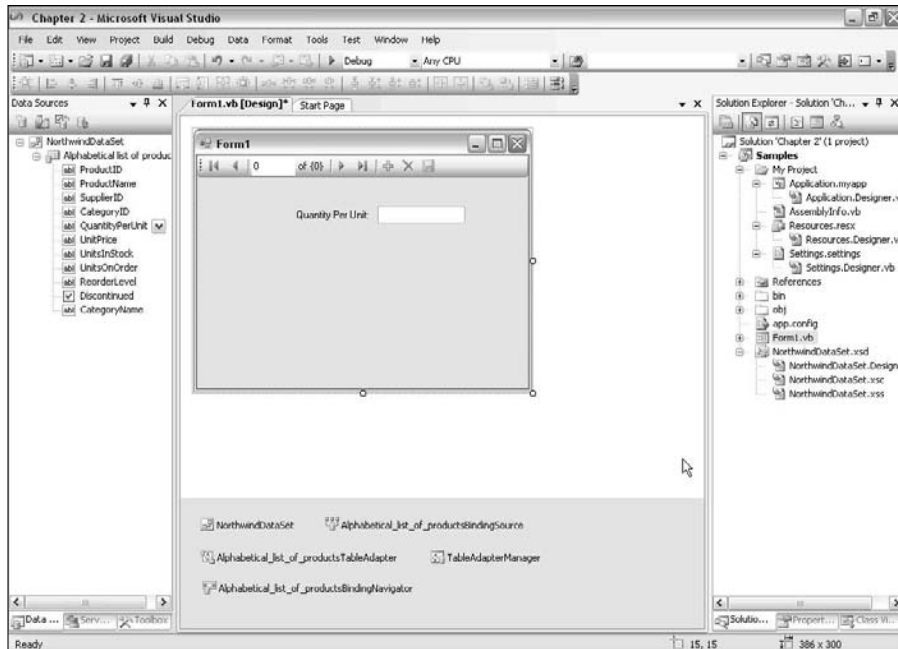 Chapter 2 - Microsoft Visual Studio
File Edit View Project Build Debug Data Format Tools Test Window Help
Debug Any CPU
Data Sources
NorthwindDataSet
Alphabetical list of produc
ProductID
ProductName
SupplierID
CategoryID
QuantityPerUnit
UnitPrice
UnitsInStock
UnitsOnOrder
ReorderLevel
Discontinued
CategoryName
Data ... Serv... Toolbox
Form1.vb [Design]* Start Page
Form1
0 of {0}
Quantity Per Unit:
NorthwindDataSet Alphabetical_list_of_productsBindingSource
Alphabetical_list_of_productsTableAdapter TableAdapterManager
Alphabetical_list_of_productsBindingNavigator
Solution Explorer - Solution 'Ch...
Solution 'Chapter 2' (1 project)
Samples
My Project
Application.myapp
Application.Designer.v
AssemblyInfo.vb
Resources.resx
Resources.Designer.v
Settings.settings
Settings.Designer.vb
References
bin
obj
app.config
Form1.vb
NorthwindDataSet.xsd
NorthwindDataSet.Design
NorthwindDataSet.xsc
NorthwindDataSet.xss
Solutio... Propert... Class Vi...
Ready 15, 15 386 x 300